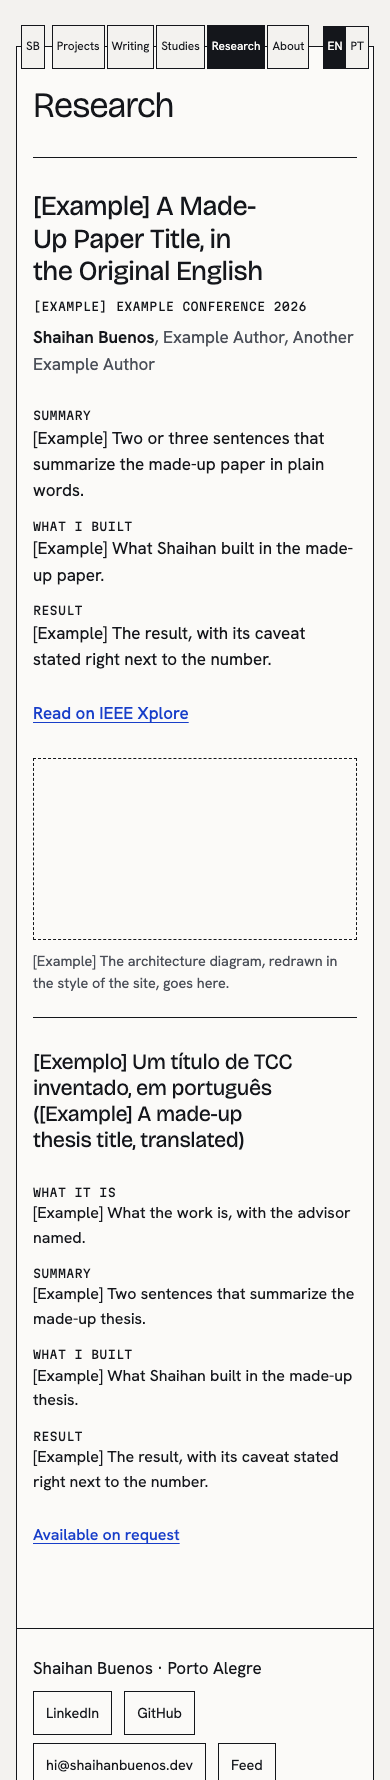 SB Projects Writing Studies Research About EN PT
Research
[Example] A Made-
Up Paper Title, in
the Original English
[EXAMPLE] EXAMPLE CONFERENCE 2026
Shaihan Buenos, Example Author, Another
Example Author
SUMMARY
[Example] Two or three sentences that
summarize the made-up paper in plain
words.
WHAT I BUILT
[Example] What Shaihan built in the made-
up paper.
RESULT
[Example] The result, with its caveat
stated right next to the number.
Read on IEEE Xplore
[Example] The architecture diagram, redrawn in
the style of the site, goes here.
[Exemplo] Um título de TCC
inventado, em português
([Example] A made-up
thesis title, translated)
WHAT IT IS
[Example] What the work is, with the advisor
named.
SUMMARY
[Example] Two sentences that summarize the
made-up thesis.
WHAT I BUILT
[Example] What Shaihan built in the made-up
thesis.
RESULT
[Example] The result, with its caveat stated
right next to the number.
Available on request
Shaihan Buenos · Porto Alegre
LinkedIn GitHub
hi@shaihanbuenos.dev Feed